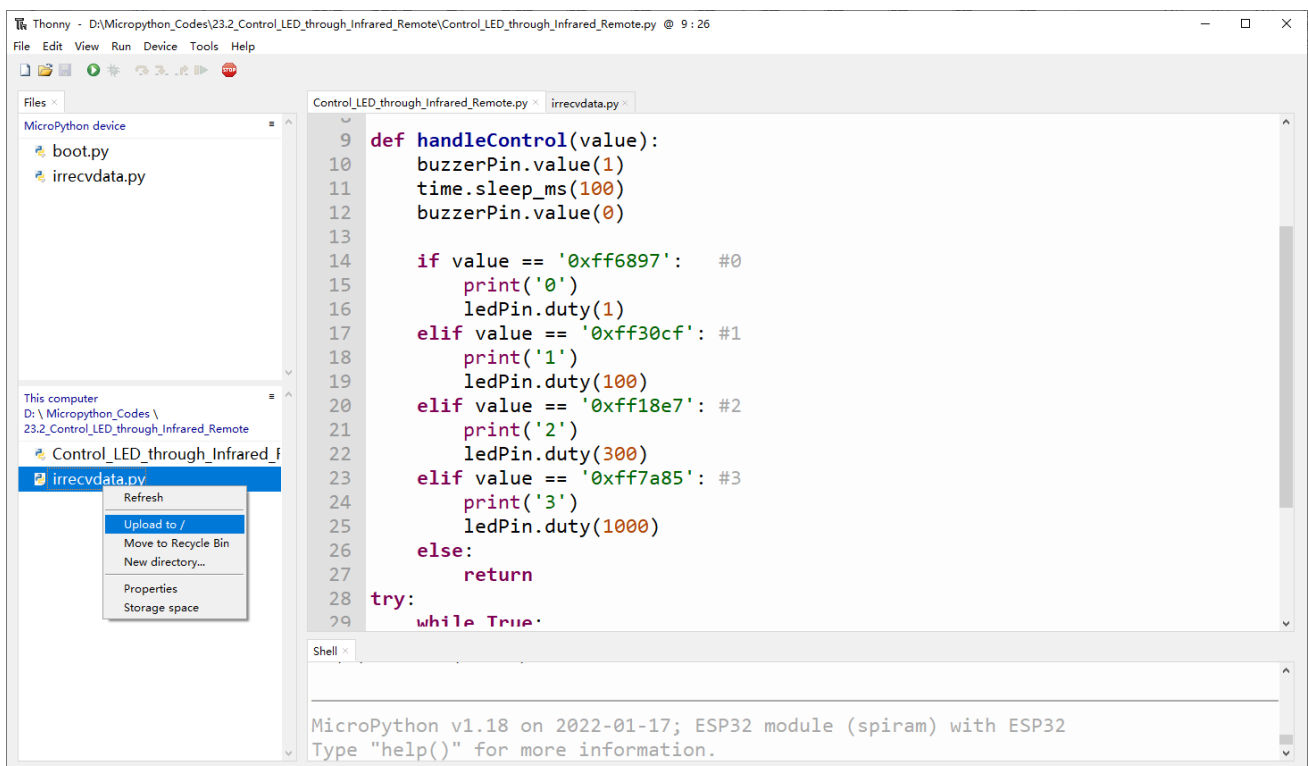 Thonny - D:\Micropython_Codes\23.2_Control_LED_through_Infrared_Remote\Control_LED_through_Infrared_Remote.py @ 9 : 26
File Edit View Run Device Tools Help
STOP
Files
MicroPython device
boot.py
irrecvdata.py
This computer
D: \ Micropython_Codes \
23.2_Control_LED_through_Infrared_Remote
Control_LED_through_Infrared_R
irrecvdata.py
Refresh
Upload to /
Move to Recycle Bin
New directory...
Properties
Storage space
Control_LED_through_Infrared_Remote.py irrecvdata.py
9 def handleControl(value):
10     buzzerPin.value(1)
11     time.sleep_ms(100)
12     buzzerPin.value(0)
13
14     if value == '0xff6897':   #0
15         print('0')
16         ledPin.duty(1)
17     elif value == '0xff30cf': #1
18         print('1')
19         ledPin.duty(100)
20     elif value == '0xff18e7': #2
21         print('2')
22         ledPin.duty(300)
23     elif value == '0xff7a85': #3
24         print('3')
25         ledPin.duty(1000)
26     else:
27         return
28 try:
29     while True:
Shell
MicroPython v1.18 on 2022-01-17; ESP32 module (spiram) with ESP32
Type "help()" for more information.